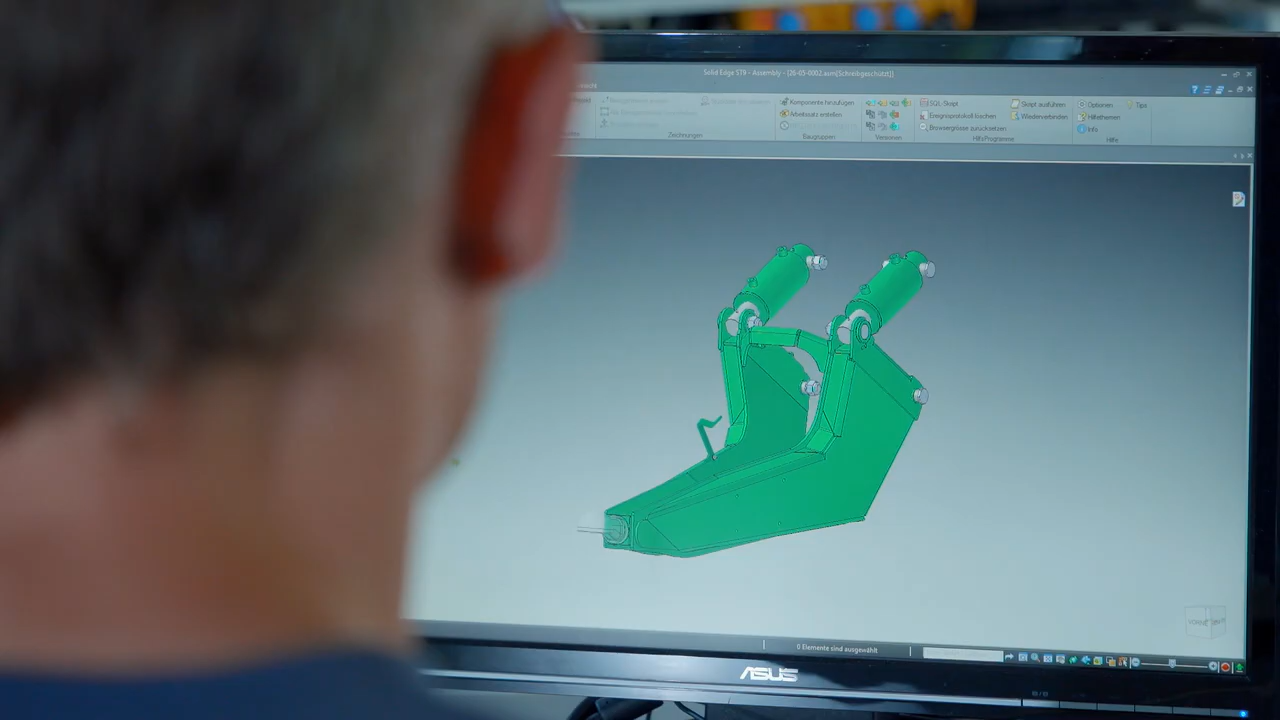 Solid Edge ST9 - Assembly - [26-03-0002.asm(Schreibgeschützt)]
Komponente hinzufügen
Arbeitssatz erstellen
SQL-Skript
Ereignisprotokoll löschen
Browsergrösse zurücksetzen
Skript ausführen
Wiederverbinden
Optionen
Hilfethemen
Info
Tips
Zeichnungen
Baugruppen
Versionen
Hilfsprogramme
Hilfe
0 Elemente sind ausgewählt
ASUS